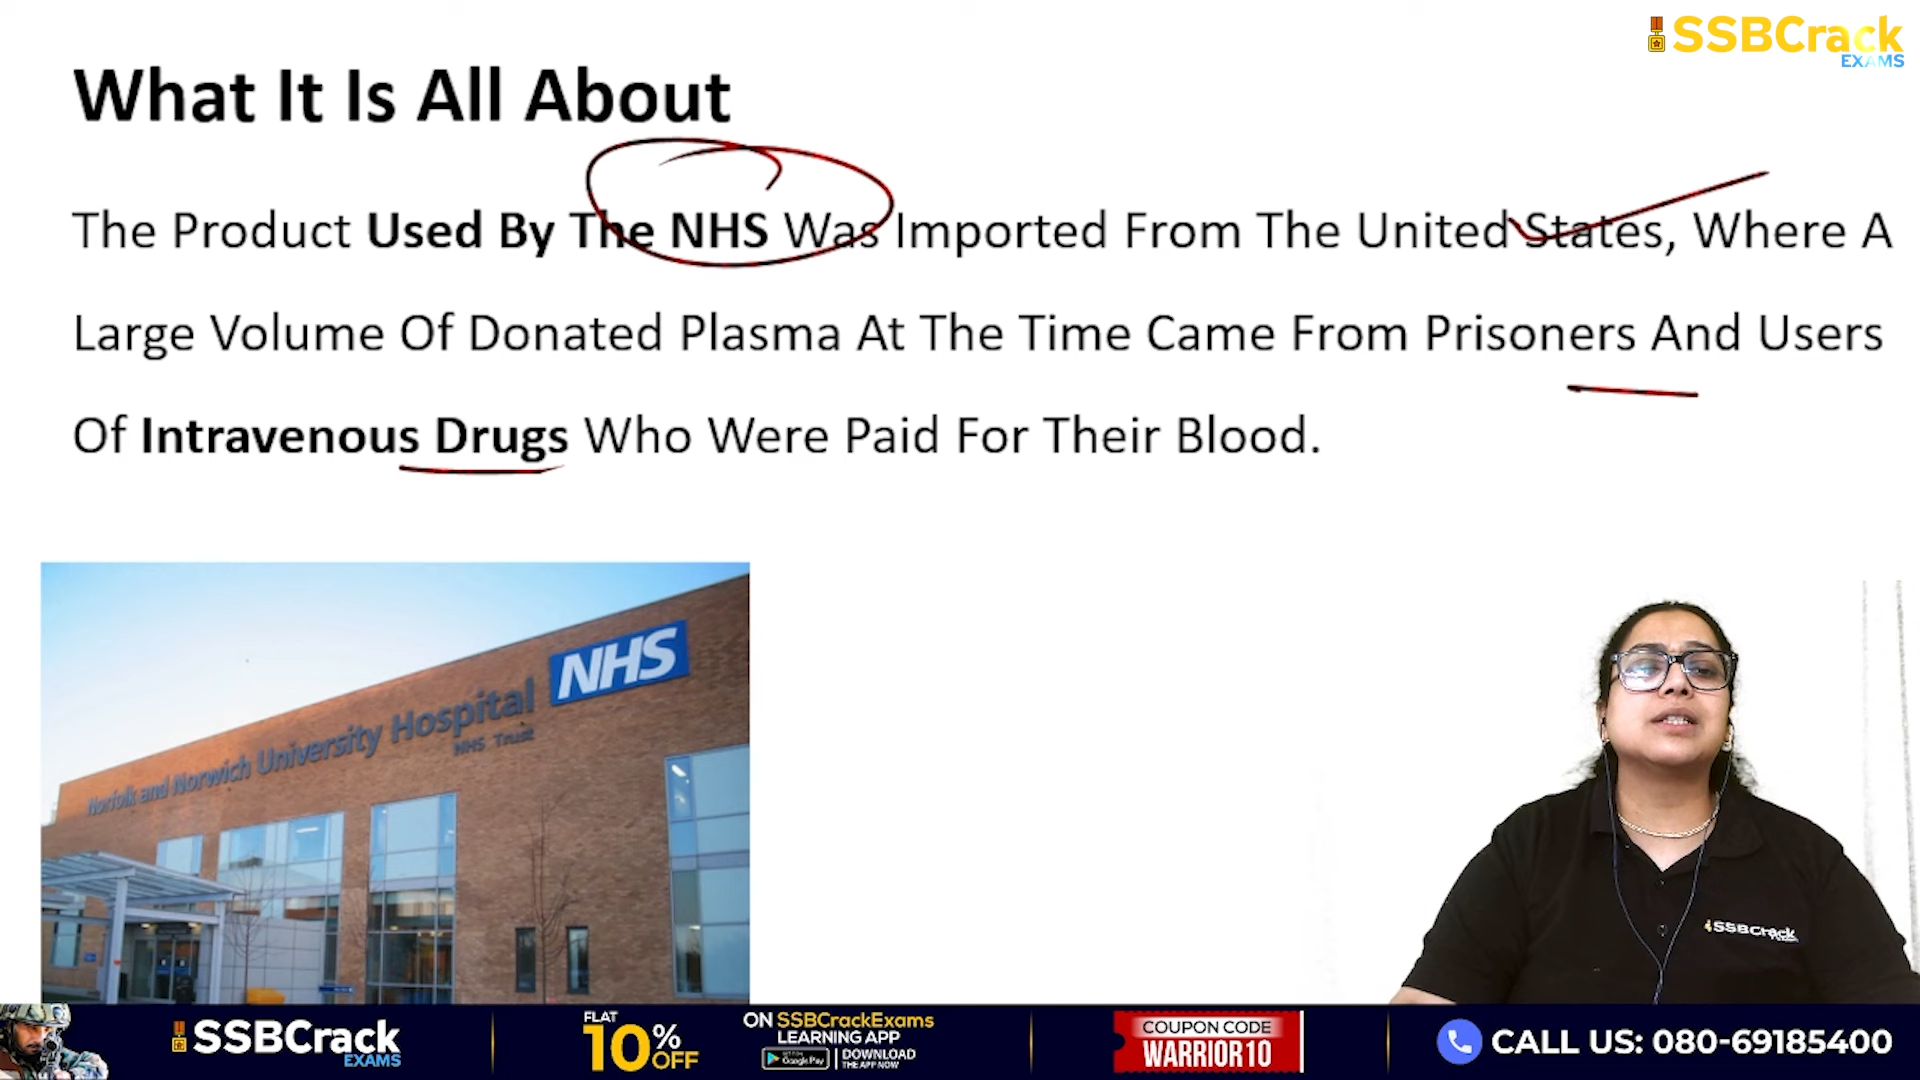 SSBCrack
EXAMS
What It Is All About
The Product Used By The NHS Was Imported From The United States, Where A
Large Volume Of Donated Plasma At The Time Came From Prisoners And Users
Of Intravenous Drugs Who Were Paid For Their Blood.
NHS
Norfolk and Norwich University Hospital
NHS Trust
SSBCrack
SSBCrack
EXAMS
FLAT
10% OFF
ON SSBCrackExams
LEARNING APP
Google Play
DOWNLOAD
THE APP NOW
COUPON CODE
WARRIOR10
CALL US: 080-69185400